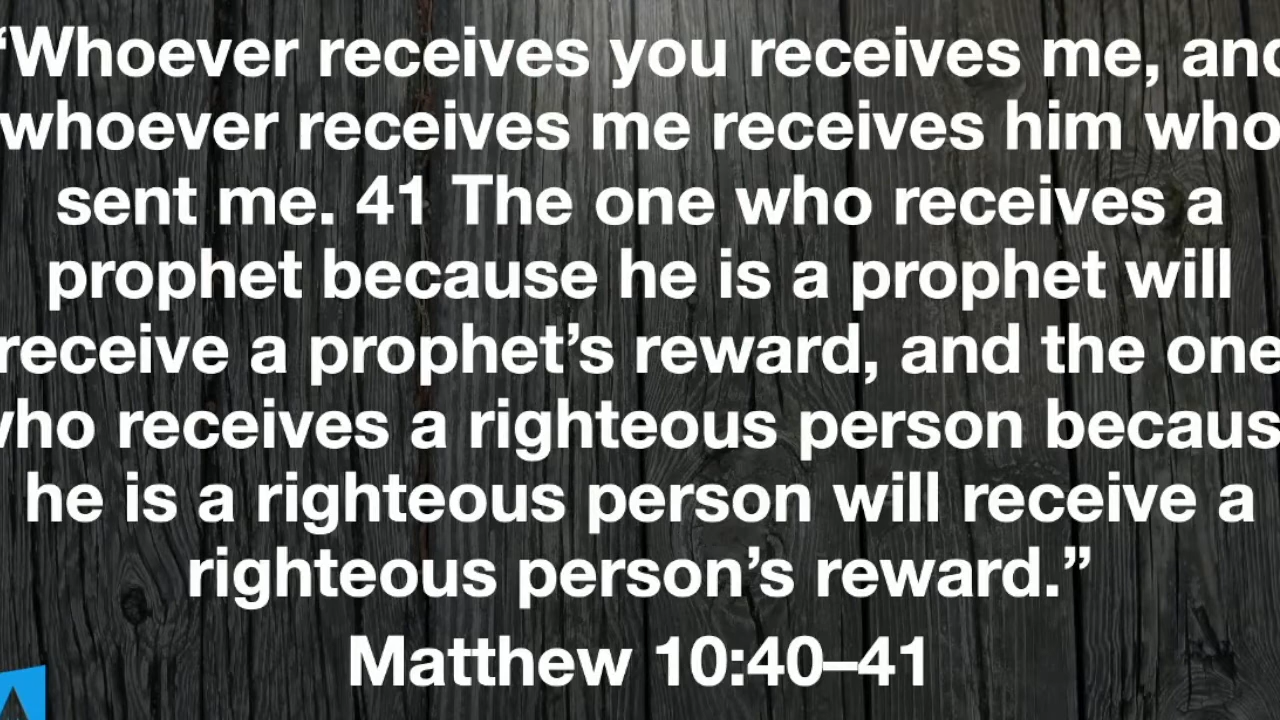 “Whoever receives you receives me, and
whoever receives me receives him who
sent me. 41 The one who receives a
prophet because he is a prophet will
receive a prophet’s reward, and the one
who receives a righteous person becaus
he is a righteous person will receive a
righteous person’s reward.”
Matthew 10:40–41